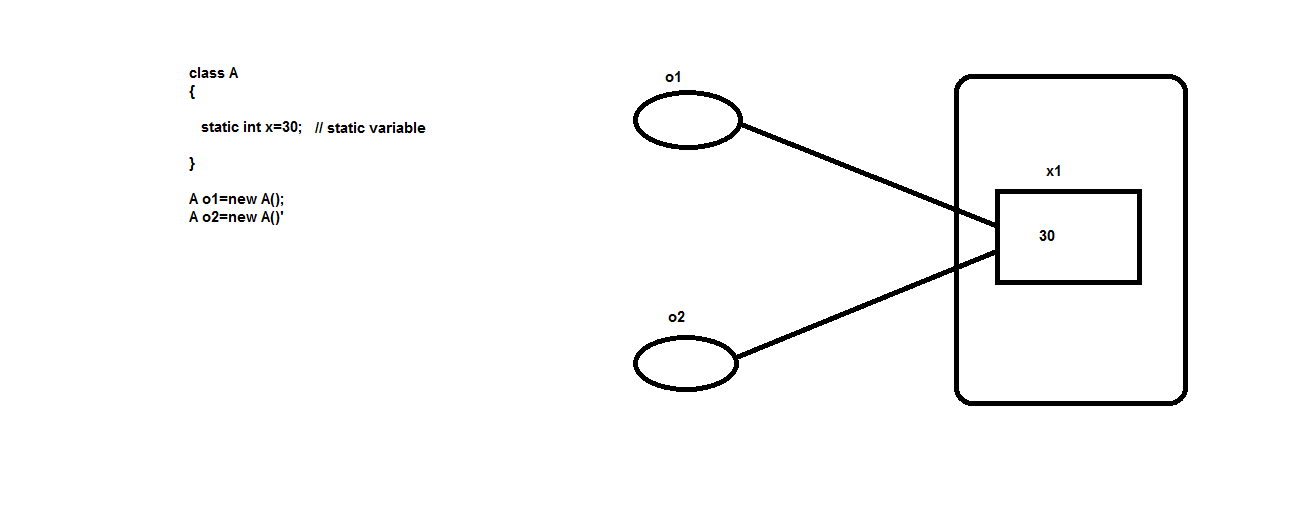 class A
{
static int x=30;   // static variable
}
A o1=new A();
A o2=new A()'
o1
x1
30
o2